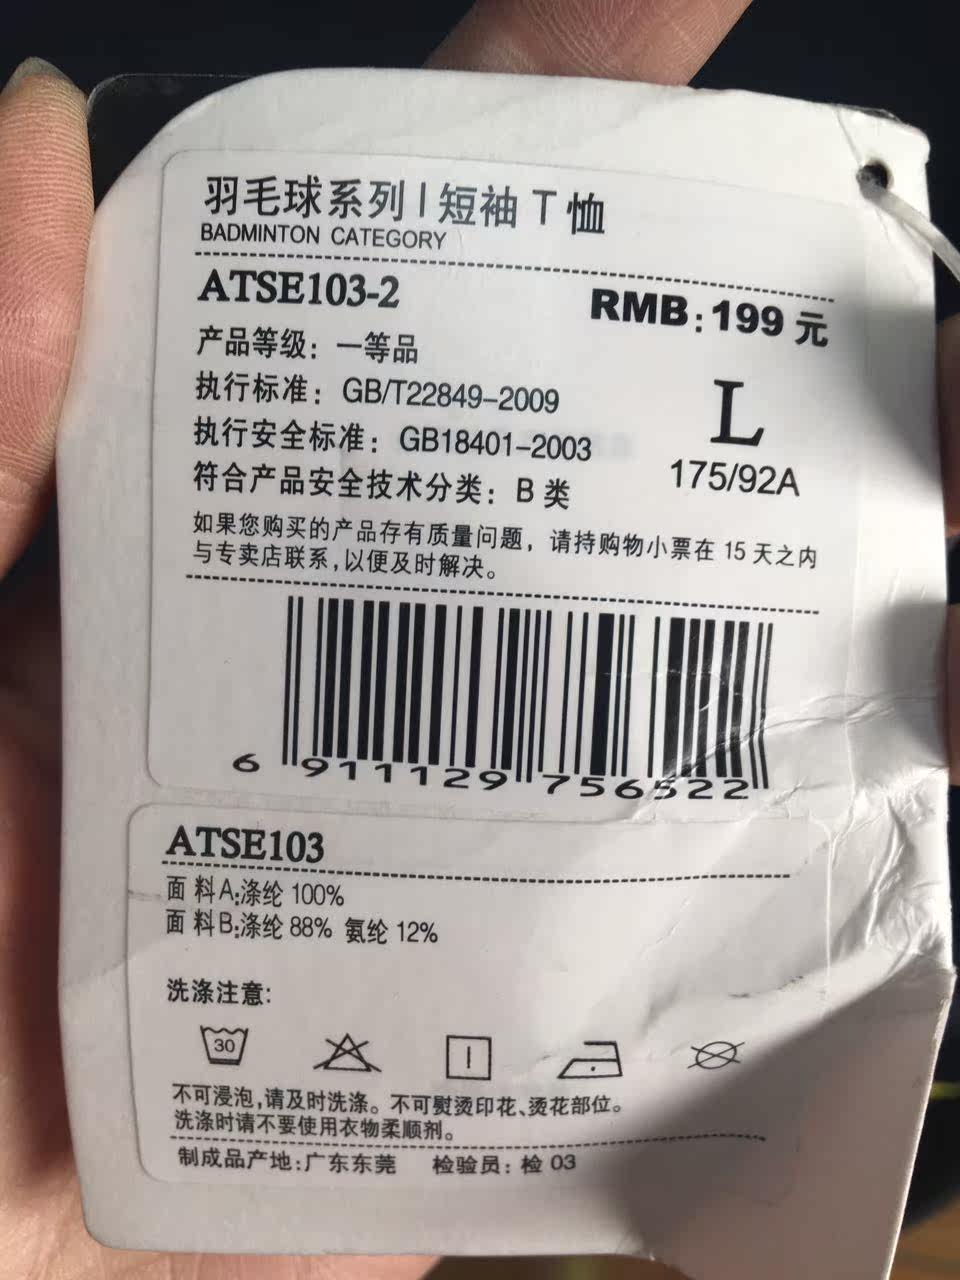 羽毛球系列 | 短袖 T 恤
BADMINTON CATEGORY
ATSE103-2
RMB: 199 元
产品等级: 一等品
执行标准: GB/T22849-2009
L
执行安全标准: GB18401-2003
175/92A
符合产品安全技术分类: B 类
如果您购买的产品存有质量问题，请持购物小票在 15 天之内
与专卖店联系,以便及时解决。
6 911129 756522
ATSE103
面 料A:涤纶 100%
面 料B:涤纶 88% 氨纶 12%
洗涤注意:
30
不可浸泡,请及时洗涤。不可熨烫印花、烫花部位。
洗涤时请不要使用衣物柔顺剂。
制成品产地:广东东莞 检验员: 检 03